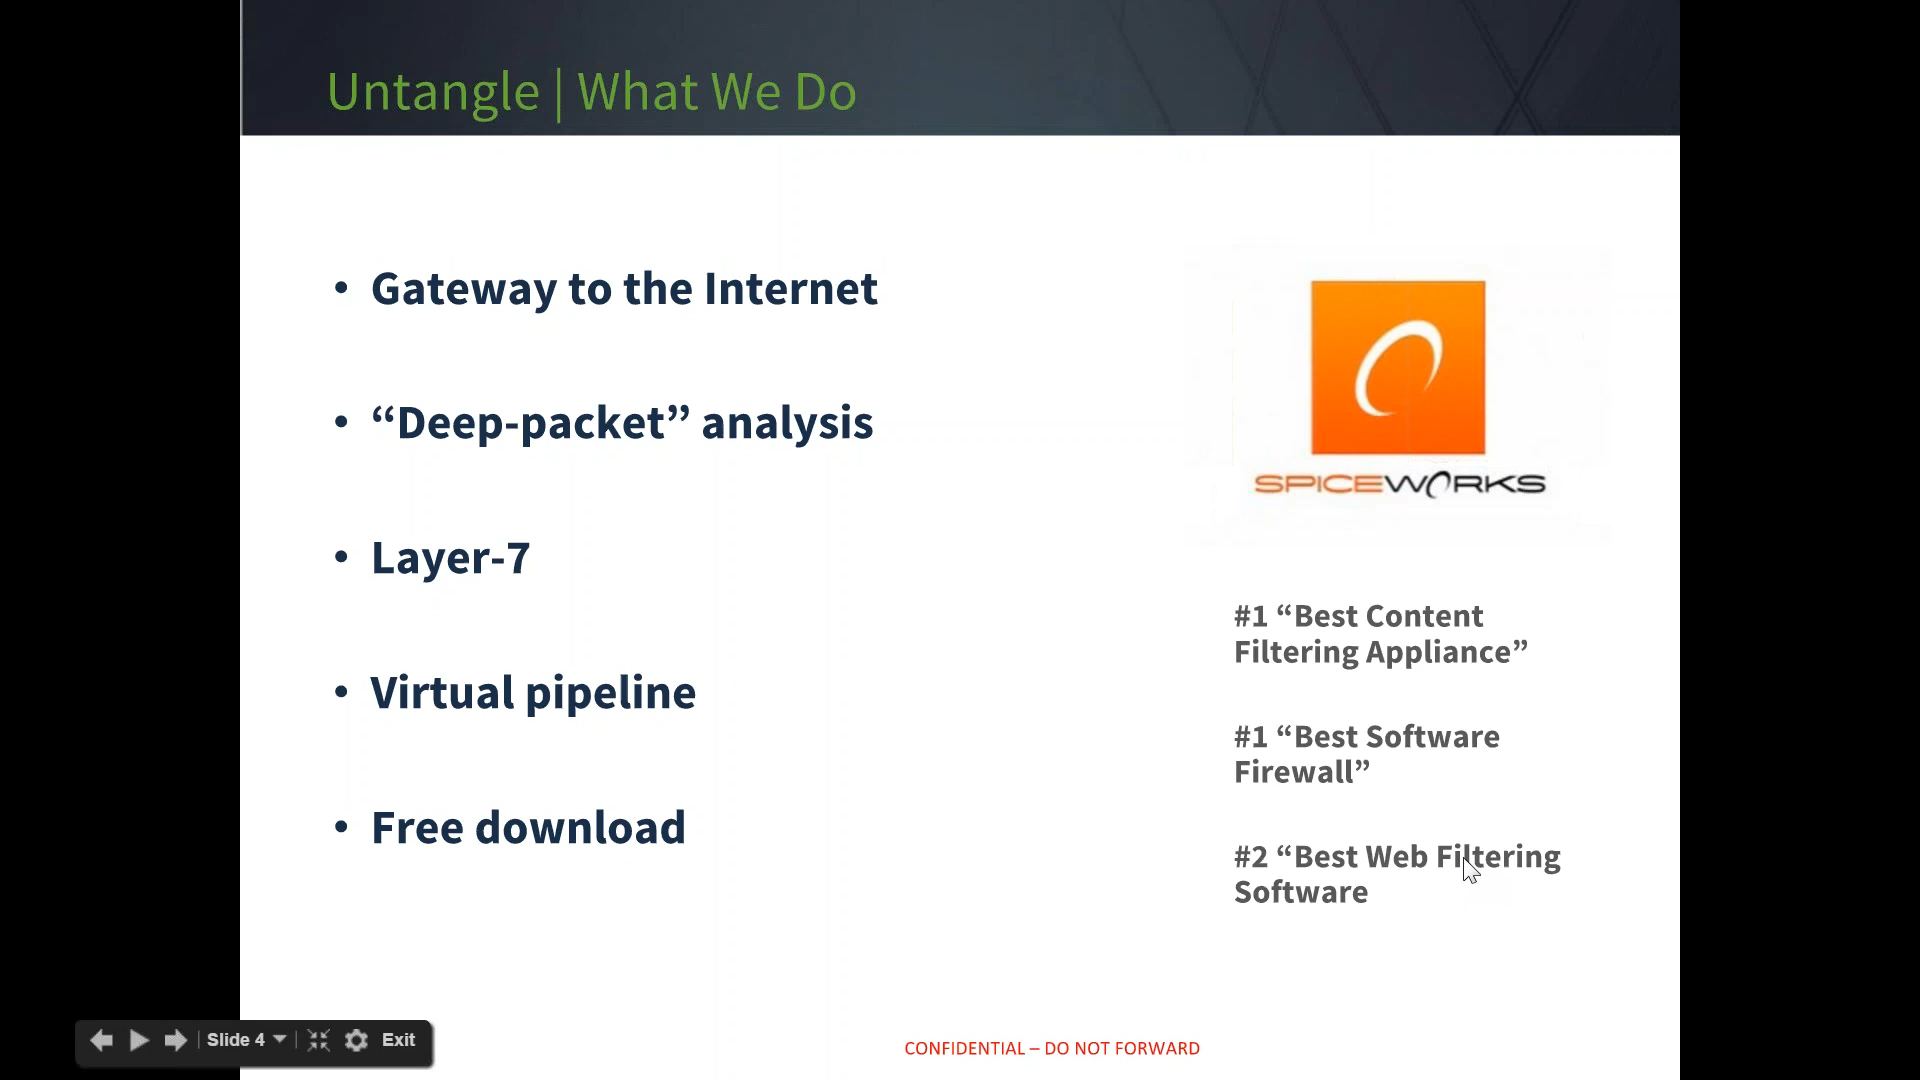 Untangle | What We Do
• Gateway to the Internet
• “Deep-packet” analysis
• Layer-7
• Virtual pipeline
• Free download
SPICEWORKS
#1 “Best Content
Filtering Appliance”
#1 “Best Software
Firewall”
#2 “Best Web Filtering
Software
Slide 4
Exit
CONFIDENTIAL – DO NOT FORWARD